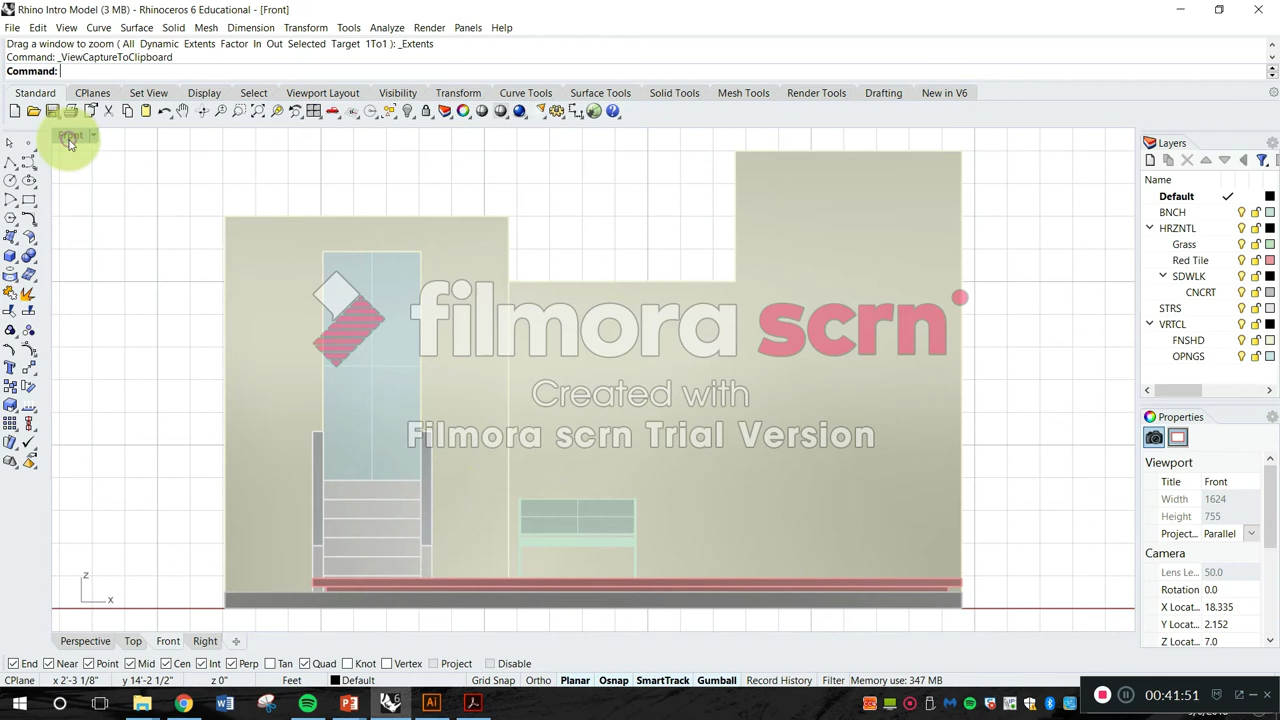 Rhino Intro Model (3 MB) - Rhinoceros 6 Educational - [Front]
File Edit View Curve Surface Solid Mesh Dimension Transform Tools Analyze Render Panels Help
Drag a window to zoom ( All Dynamic Extents Factor In Out Selected Target 1To1 ): _Extents
Command: _ViewCaptureToClipboard
Command:
Standard CPlanes Set View Display Select Viewport Layout Visibility Transform Curve Tools Surface Tools Solid Tools Mesh Tools Render Tools Drafting New in V6
Front
Layers
Name
Default
BNCH
HRZNTL
Grass
Red Tile
SDWLK
CNCRT
STRS
VRTCL
FNSHD
OPNGS
filmora scrn
Created with
Filmora scrn Trial Version
Properties
Viewport
Title Front
Width 1624
Height 755
Project... Parallel
Camera
Lens Le... 50.0
Rotation 0.0
X Locat... 18.335
Y Locat... 2.152
Z Locat... 7.0
z
x
Perspective Top Front Right
End Near Point Mid Cen Int Perp Tan Quad Knot Vertex Project Disable
CPlane x 2'-3 1/8" y 14'-2 1/2" z 0" Feet Default Grid Snap Ortho Planar Osnap SmartTrack Gumball Record History Filter Memory use: 347 MB
00:41:51